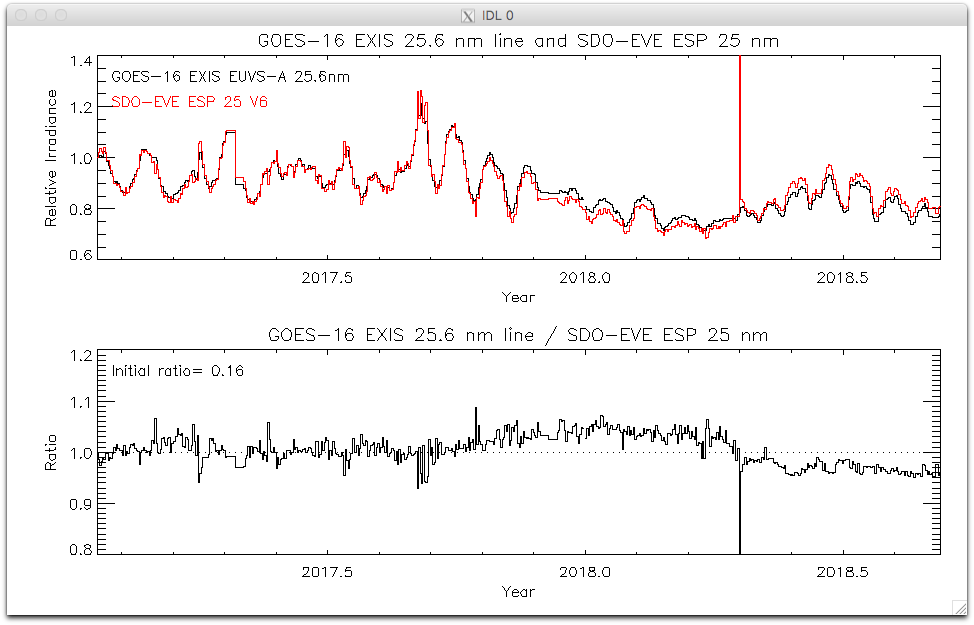 IDL 0
GOES-16 EXIS 25.6 nm line and SDO-EVE ESP 25 nm
GOES-16 EXIS EUVS-A 25.6nm
SDO-EVE ESP 25 V6
Relative Irradiance
1.4
1.2
1.0
0.8
0.6
2017.5 2018.0 2018.5
Year
GOES-16 EXIS 25.6 nm line / SDO-EVE ESP 25 nm
Initial ratio= 0.16
Ratio
1.2
1.1
1.0
0.9
0.8
2017.5 2018.0 2018.5
Year